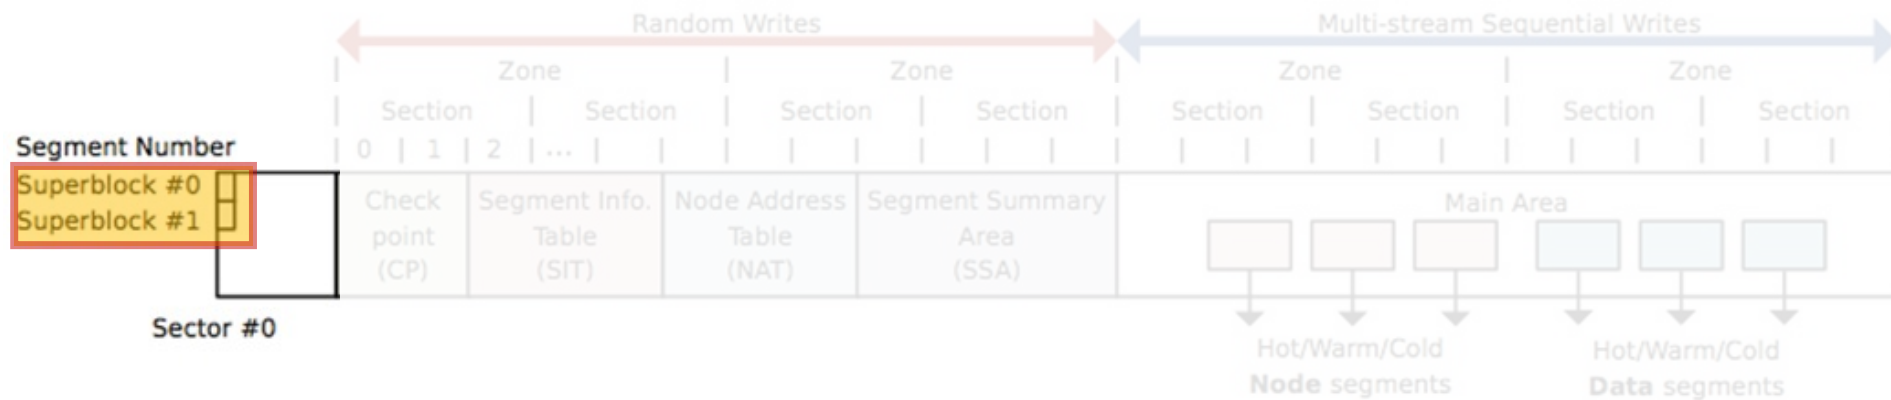 Random Writes
Multi-stream Sequential Writes
Zone
Zone
Zone
Zone
Section
Section
Section
Section
Section
Section
Section
Section
Segment Number
0
1
2
...
Superblock #0
Superblock #1
Check
point
(CP)
Segment Info.
Table
(SIT)
Node Address
Table
(NAT)
Segment Summary
Area
(SSA)
Main Area
Sector #0
Hot/Warm/Cold
Node segments
Hot/Warm/Cold
Data segments